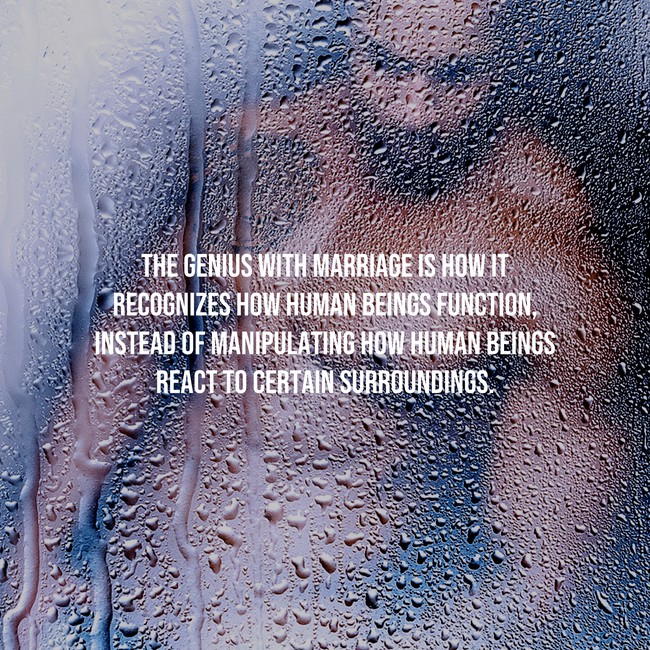 THE GENIUS WITH MARRIAGE IS HOW IT
RECOGNIZES HOW HUMAN BEINGS FUNCTION,
INSTEAD OF MANIPULATING HOW HUMAN BEINGS
REACT TO CERTAIN SURROUNDINGS.